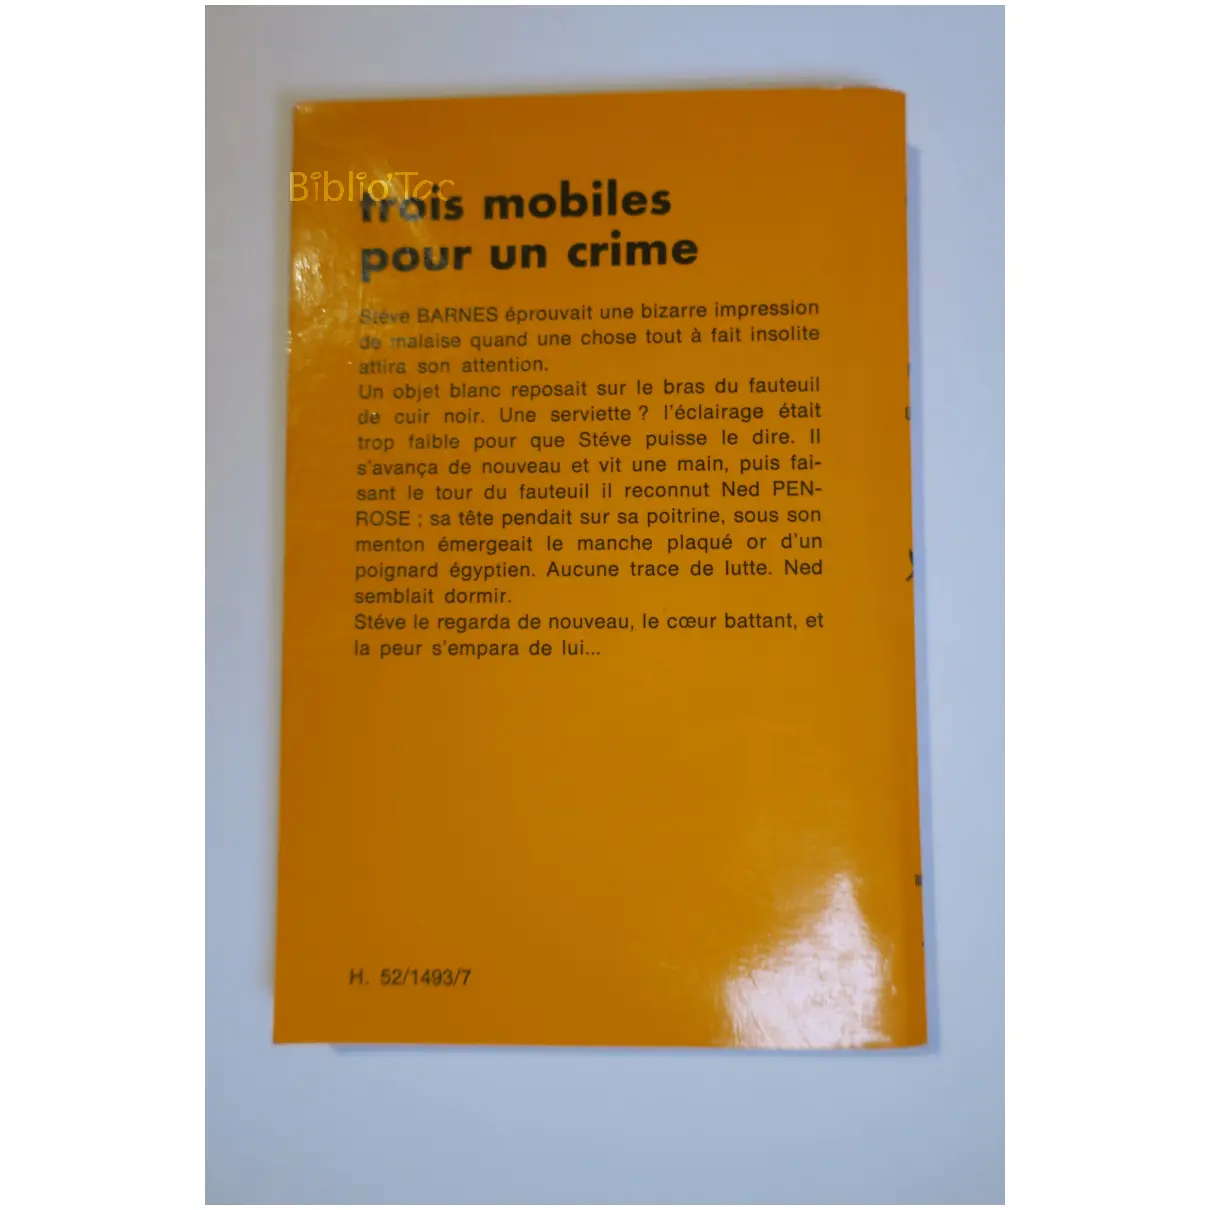 Biblio'Tac
trois mobiles
pour un crime
Stéve BARNES éprouvait une bizarre impression
de malaise quand une chose tout à fait insolite
attira son attention.
Un objet blanc reposait sur le bras du fauteuil
de cuir noir. Une serviette ? l'éclairage était
trop faible pour que Stéve puisse le dire. Il
s'avança de nouveau et vit une main, puis fai-
sant le tour du fauteuil il reconnut Ned PEN-
ROSE ; sa tête pendait sur sa poitrine, sous son
menton émergeait le manche plaqué or d'un
poignard égyptien. Aucune trace de lutte. Ned
semblait dormir.
Stéve le regarda de nouveau, le cœur battant, et
la peur s'empara de lui...
H. 52/1493/7